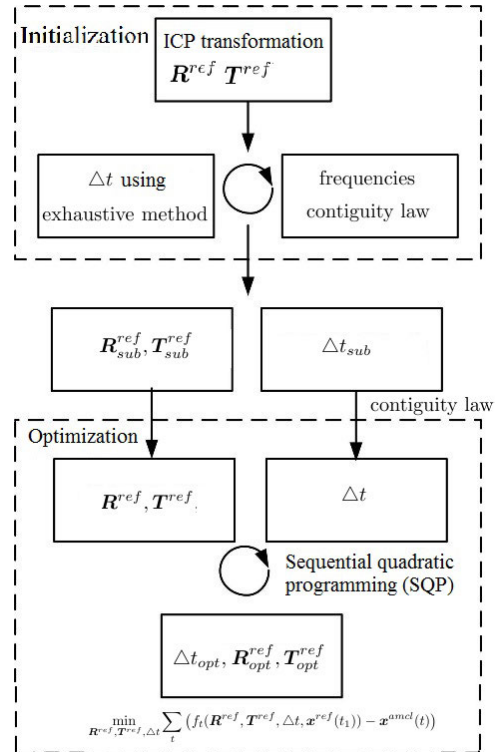 Initialization
ICP transformation
R^{ref} T^{ref}
△t using
exhaustive method
frequencies
contiguity law
R^{ref}_{sub}, T^{ref}_{sub}
△t_{sub}
contiguity law
Optimization
R^{ref}, T^{ref}.
△t
Sequential quadratic
programming (SQP)
△t_{opt}, R^{ref}_{opt}, T^{ref}_{opt}
min_{R^{ref},T^{ref},△t} ∑_t (f_t(R^{ref}, T^{ref}, △t, x^{ref}(t_1)) − x^{amcl}(t))